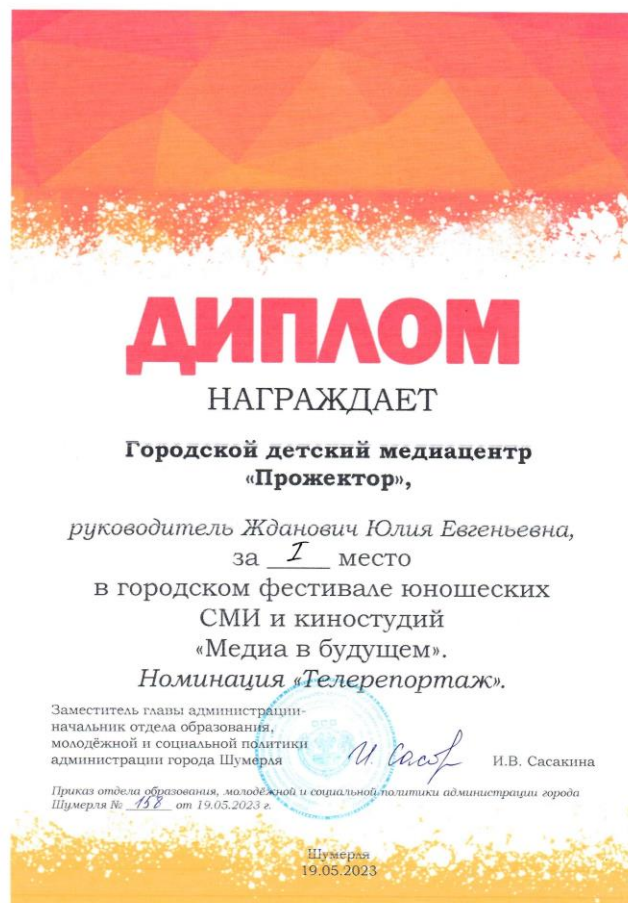 ДИПЛОМ
НАГРАЖДАЕТ
Городской детский медиацентр
«Прожектор»,
руководитель Жданович Юлия Евгеньевна,
за I место
в городском фестивале юношеских
СМИ и киностудий
«Медиа в будущем».
Номинация «Телерепортаж».
Заместитель главы администрации-
начальник отдела образования,
молодёжной и социальной политики
администрации города Шумерля
И. Сасак И.В. Сасакина
Приказ отдела образования, молодёжной и социальной политики администрации города
Шумерля № 158 от 19.05.2023 г.
Шумерля
19.05.2023